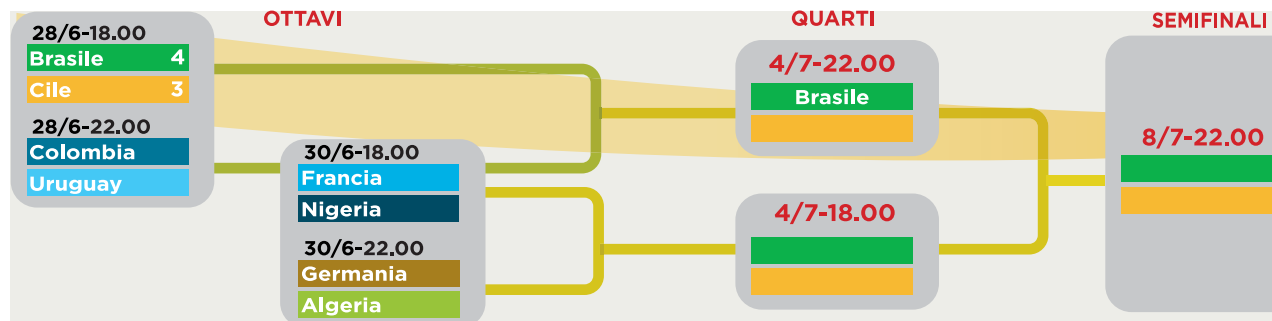 OTTAVI
QUARTI
SEMIFINALI
28/6-18.00
Brasile 4
Cile 3
28/6-22.00
Colombia
Uruguay
30/6-18.00
Francia
Nigeria
30/6-22.00
Germania
Algeria
4/7-22.00
Brasile
4/7-18.00
8/7-22.00